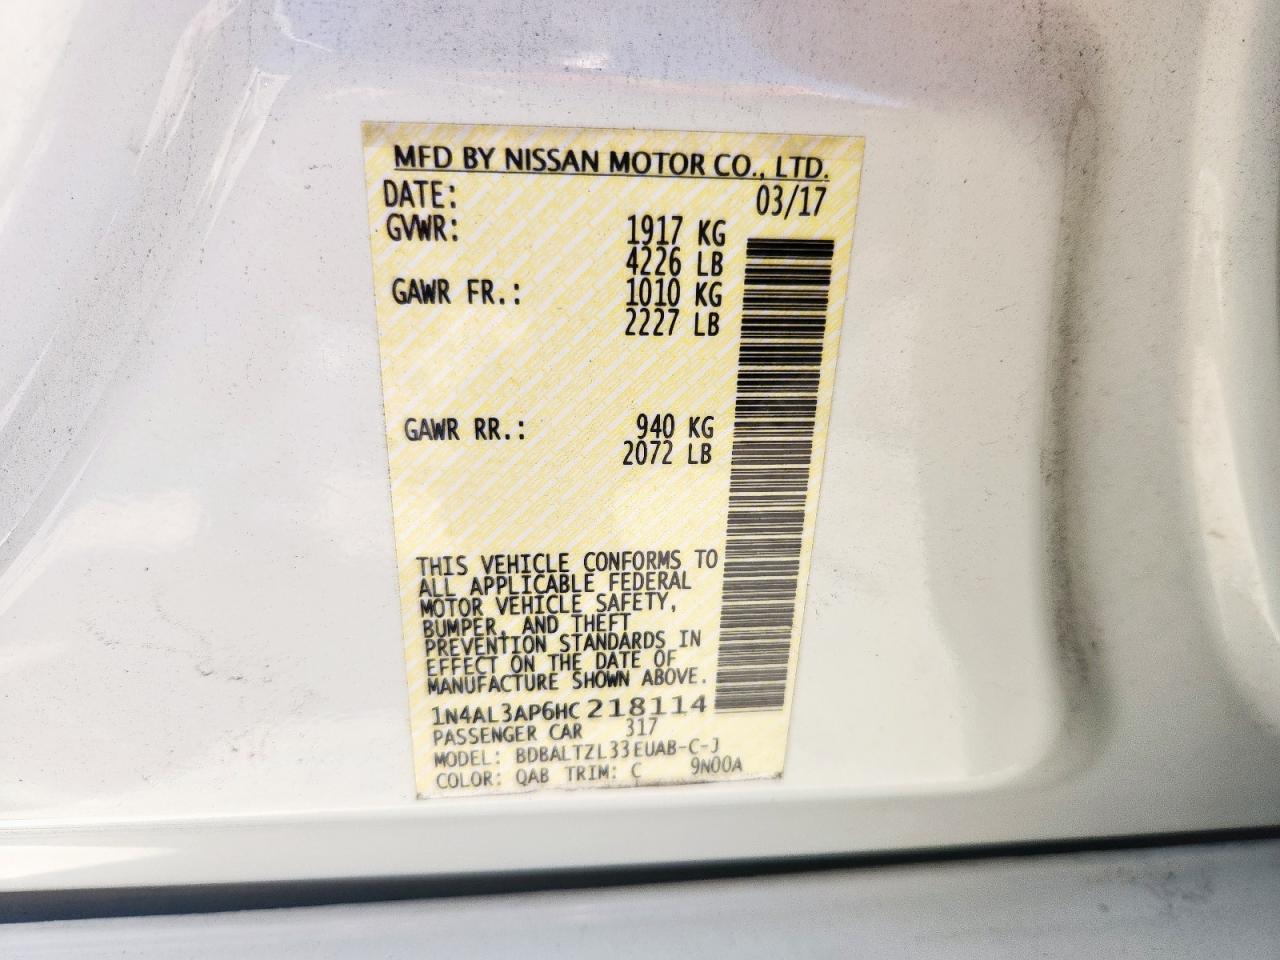 MFD BY NISSAN MOTOR CO., LTD.
DATE: 03/17
GVWR: 1917 KG
4226 LB
GAWR FR.: 1010 KG
2227 LB
GAWR RR.: 940 KG
2072 LB
THIS VEHICLE CONFORMS TO
ALL APPLICABLE FEDERAL
MOTOR VEHICLE SAFETY,
BUMPER, AND THEFT
PREVENTION STANDARDS IN
EFFECT ON THE DATE OF
MANUFACTURE SHOWN ABOVE.
1N4AL3AP6HC218114
PASSENGER CAR 317
MODEL: BDBALTZL33EUAB-C-J
COLOR: QAB TRIM: C 9N00A